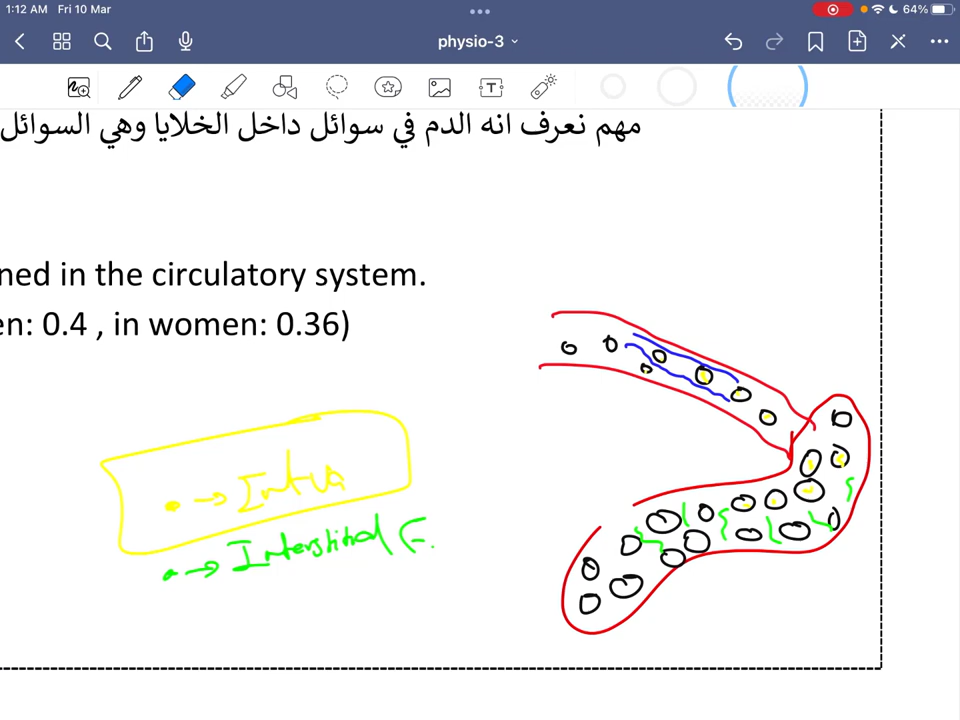 1:12 AM Fri 10 Mar
64%
physio-3
مهم نعرف انه الدم في سوائل داخل الخلايا وهي السوائل
ned in the circulatory system.
en: 0.4 , in women: 0.36)
→ Intra
→ Interstitial F.